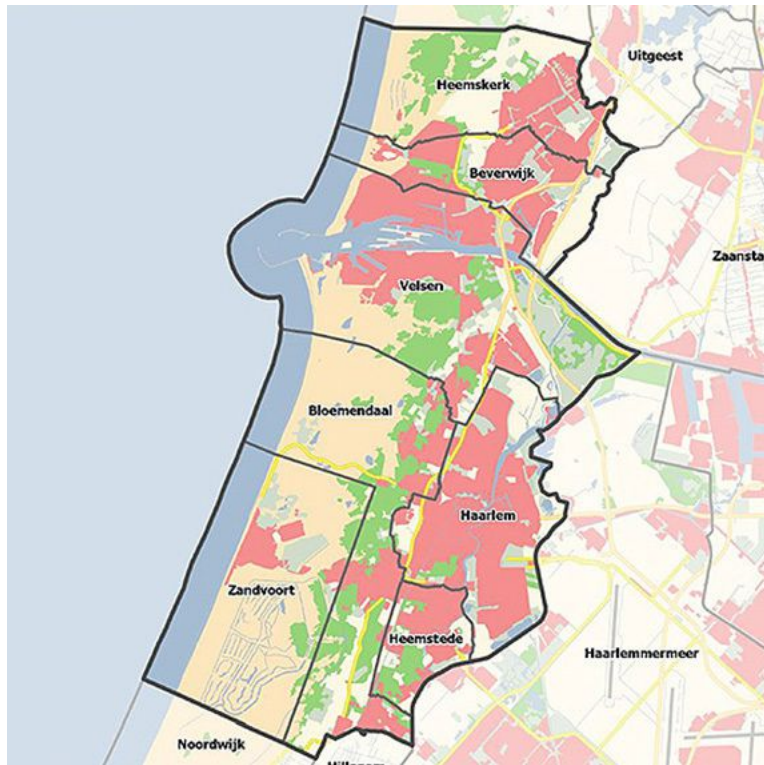 Uitgeest
Heemskerk
Beverwijk
Zaansta
Velsen
Bloemendaal
Haarlem
Zandvoort
Heemstede
Haarlemmermeer
Noordwijk